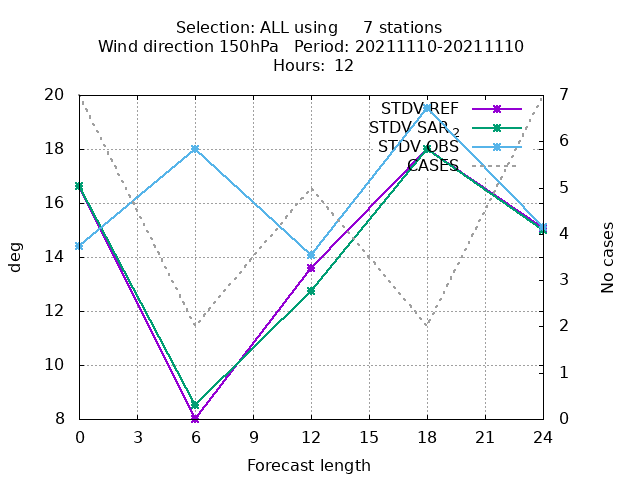 Selection: ALL using     7 stations
Wind direction 150hPa   Period: 20211110-20211110
Hours:  12
20
18
16
14
12
10
8
7
6
5
4
3
2
1
0
STDV REF
STDV SAR 2
STDV OBS
CASES
deg
No cases
0 3 6 9 12 15 18 21 24
Forecast length